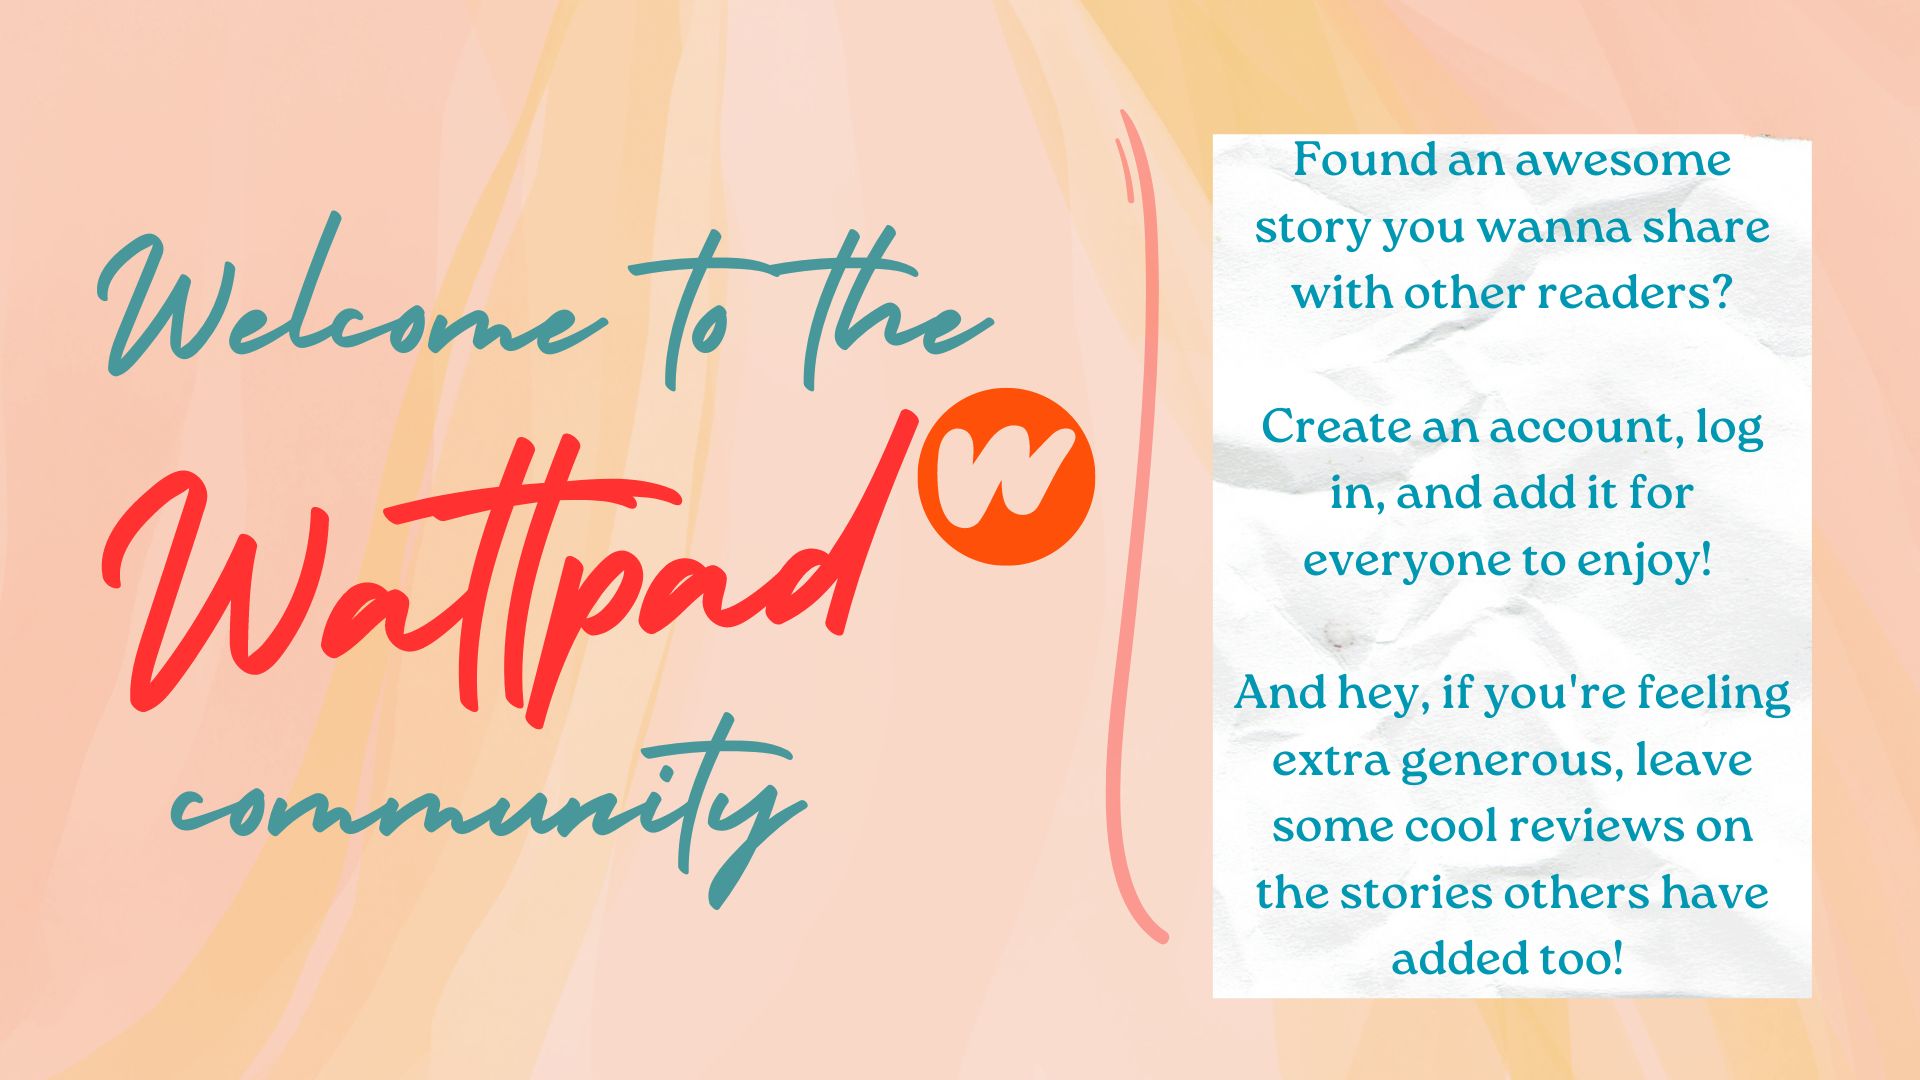 Welcome to the
Wattpad
W
community
Found an awesome
story you wanna share
with other readers?
Create an account, log
in, and add it for
everyone to enjoy!
And hey, if you're feeling
extra generous, leave
some cool reviews on
the stories others have
added too!